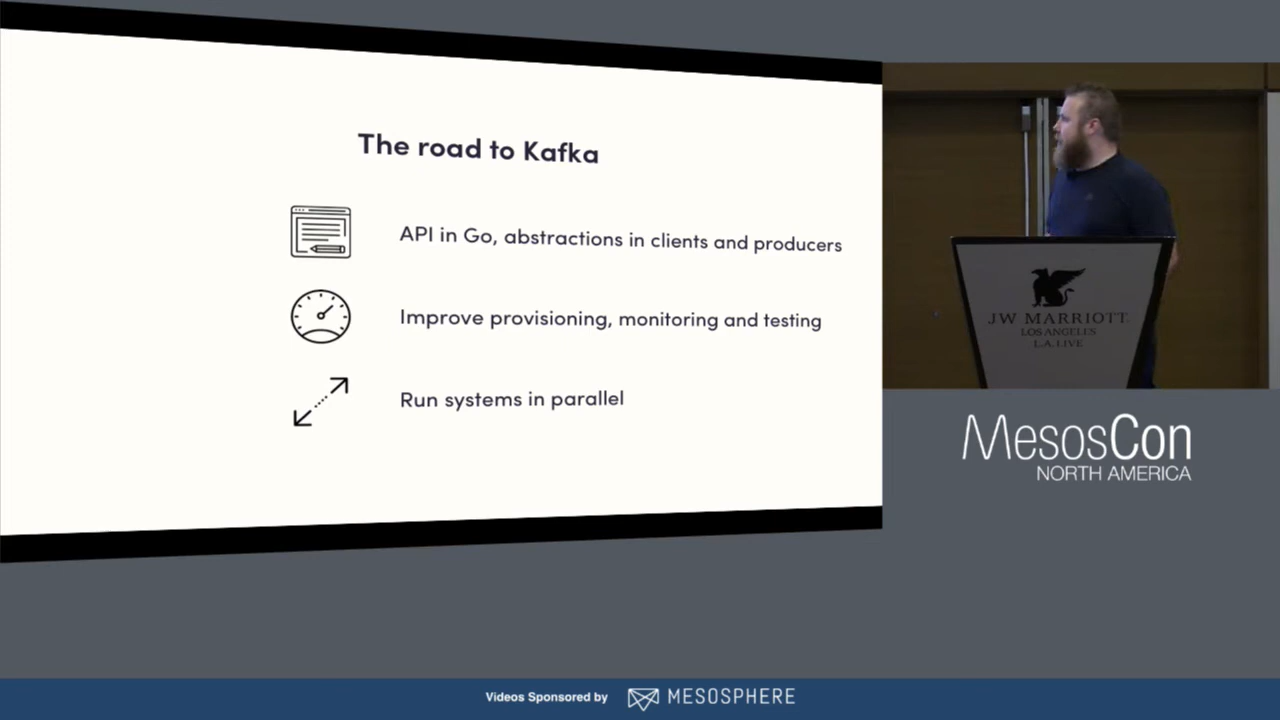 The road to Kafka
API in Go, abstractions in clients and producers
Improve provisioning, monitoring and testing
Run systems in parallel
JW MARRIOTT
LOS ANGELES
L.A. LIVE
MesosCon
NORTH AMERICA
Videos Sponsored by MESOSPHERE